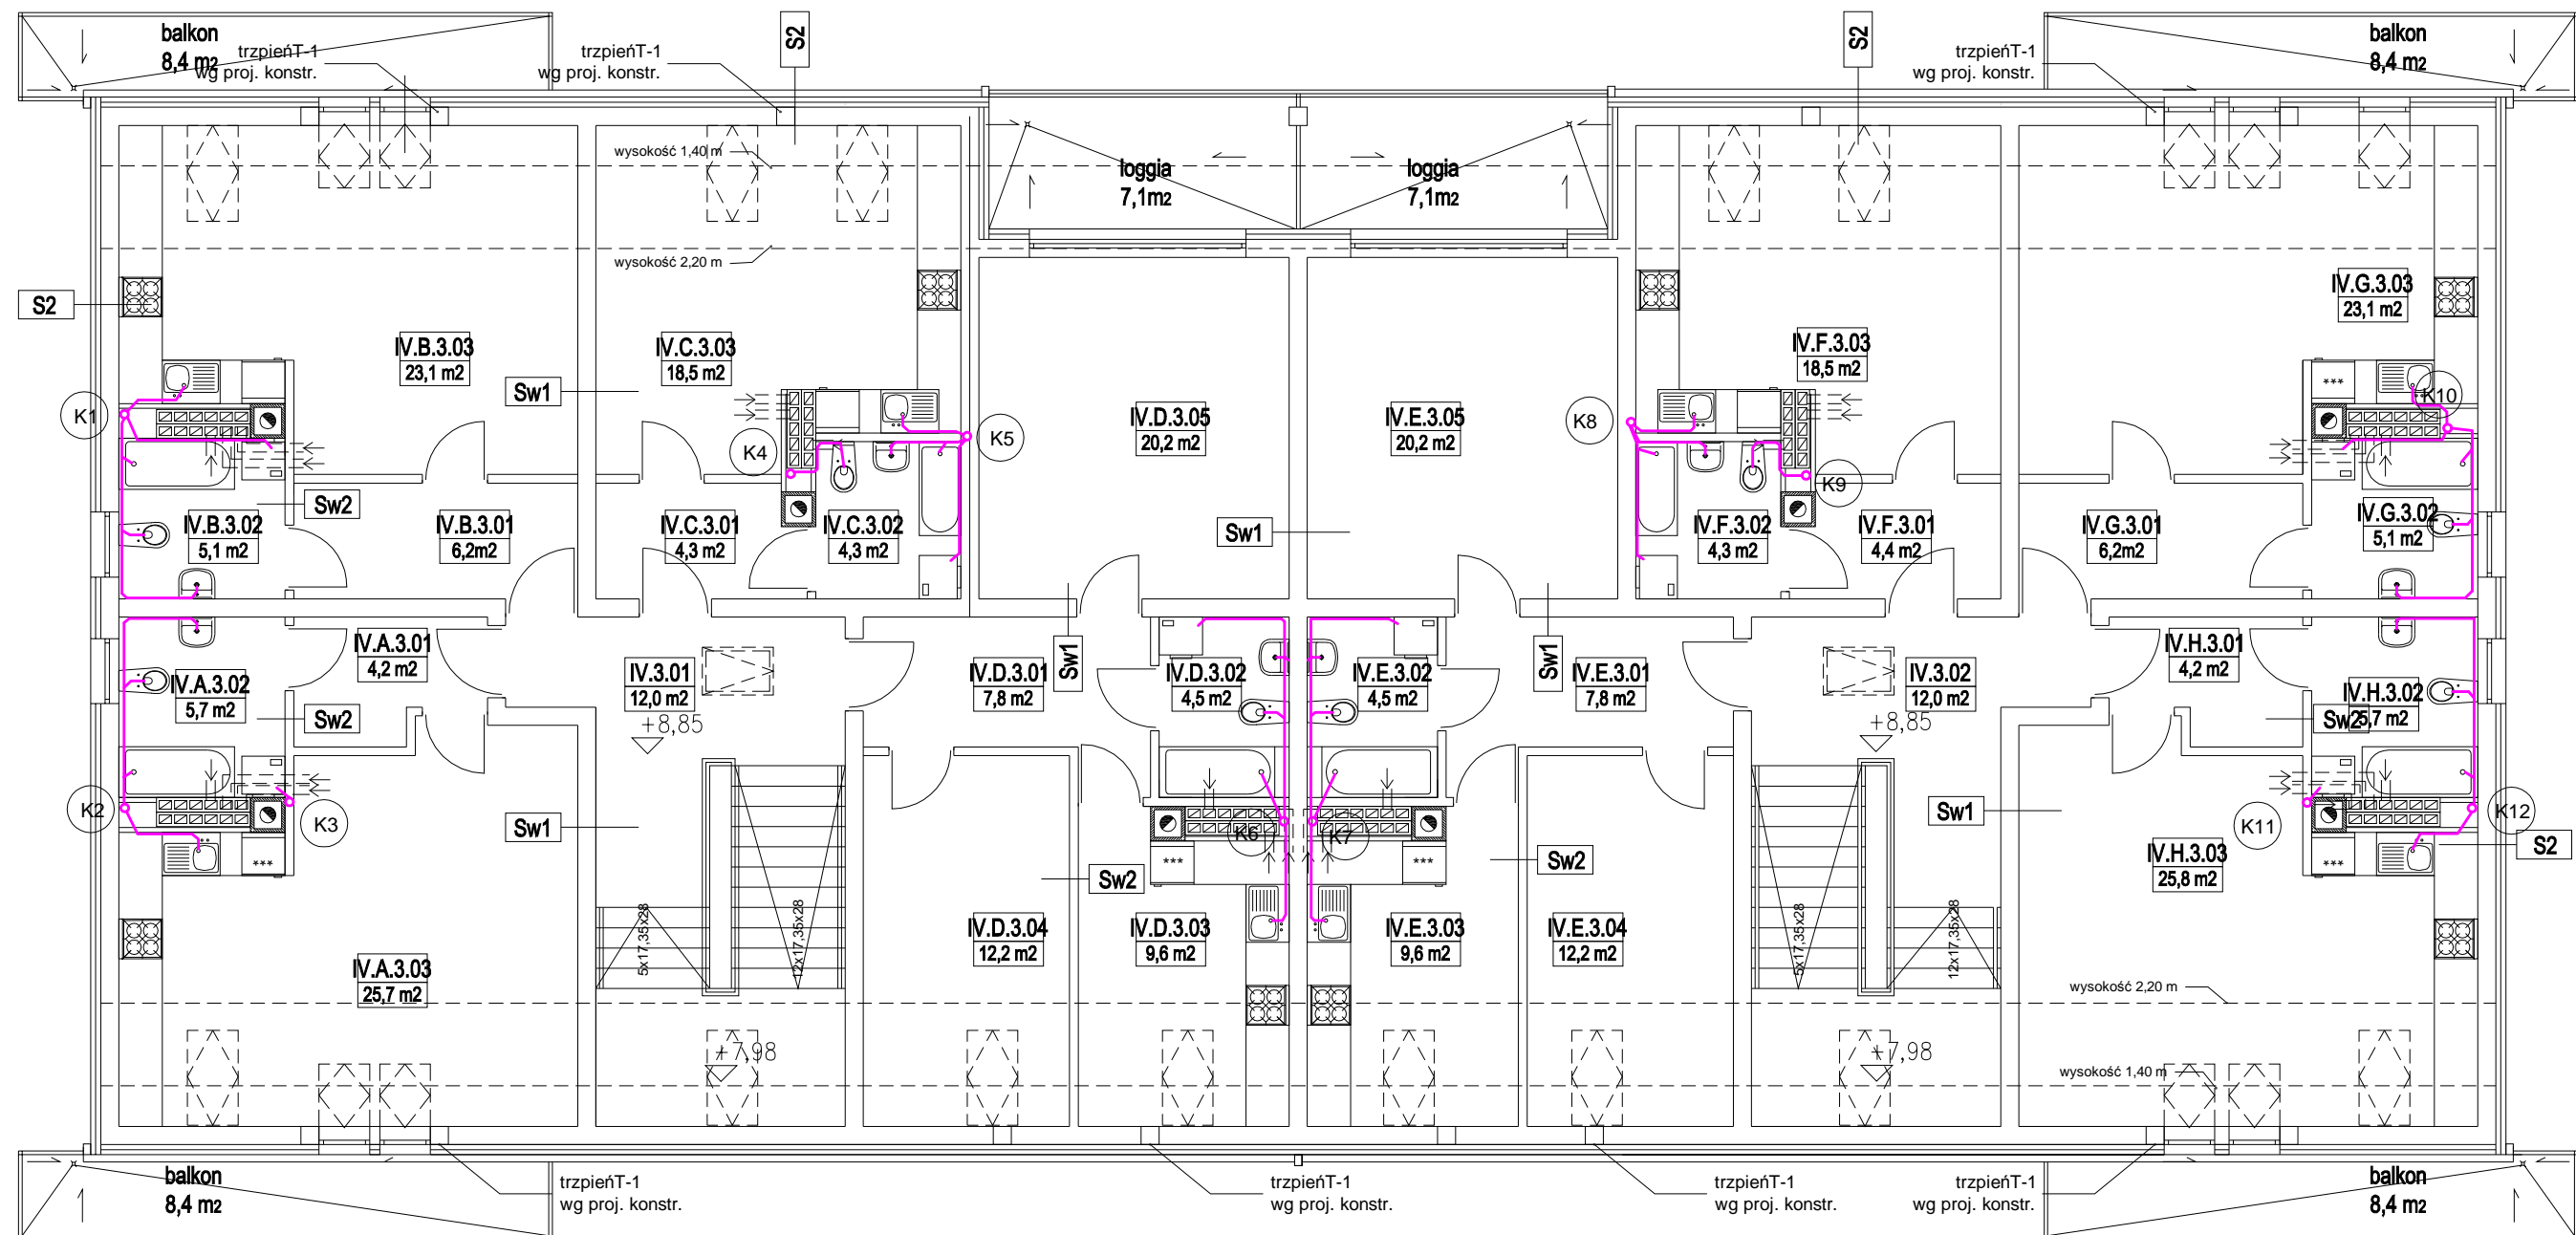 balkon
8,4 m2
trzpieńT-1
wg proj. konstr.
trzpieńT-1
wg proj. konstr.
S2
S2
trzpieńT-1
wg proj. konstr.
balkon
8,4 m2
wysokość 1,40 m
loggia
7,1m2
loggia
7,1m2
wysokość 2,20 m
S2
IV.B.3.03
23,1 m2
IV.C.3.03
18,5 m2
IV.F.3.03
18,5 m2
IV.G.3.03
23,1 m2
Sw1
K1
K4
K5
IV.D.3.05
20,2 m2
IV.E.3.05
20,2 m2
K8
K9
***
K10
Sw2
IV.B.3.02
5,1 m2
IV.B.3.01
6,2m2
IV.C.3.01
4,3 m2
IV.C.3.02
4,3 m2
Sw1
IV.F.3.02
4,3 m2
IV.F.3.01
4,4 m2
IV.G.3.01
6,2m2
IV.G.3.02
5,1 m2
IV.A.3.01
4,2 m2
IV.A.3.02
5,7 m2
Sw2
IV.3.01
12,0 m2
+8,85
IV.D.3.01
7,8 m2
Sw1
IV.D.3.02
4,5 m2
IV.E.3.02
4,5 m2
Sw1
IV.E.3.01
7,8 m2
IV.3.02
12,0 m2
+8,85
IV.H.3.01
4,2 m2
IV.H.3.02
5,7 m2
Sw2
K2
K3
***
Sw1
K6
K7
***
***
Sw2
Sw2
Sw1
K11
K12
***
S2
IV.H.3.03
25,8 m2
5x17,35x28
12x17,35x28
IV.D.3.04
12,2 m2
IV.D.3.03
9,6 m2
IV.E.3.03
9,6 m2
IV.E.3.04
12,2 m2
5x17,35x28
12x17,35x28
IV.A.3.03
25,7 m2
wysokość 2,20 m
+7,98
+7,98
wysokość 1,40 m
balkon
8,4 m2
trzpieńT-1
wg proj. konstr.
trzpieńT-1
wg proj. konstr.
trzpieńT-1
wg proj. konstr.
trzpieńT-1
wg proj. konstr.
balkon
8,4 m2